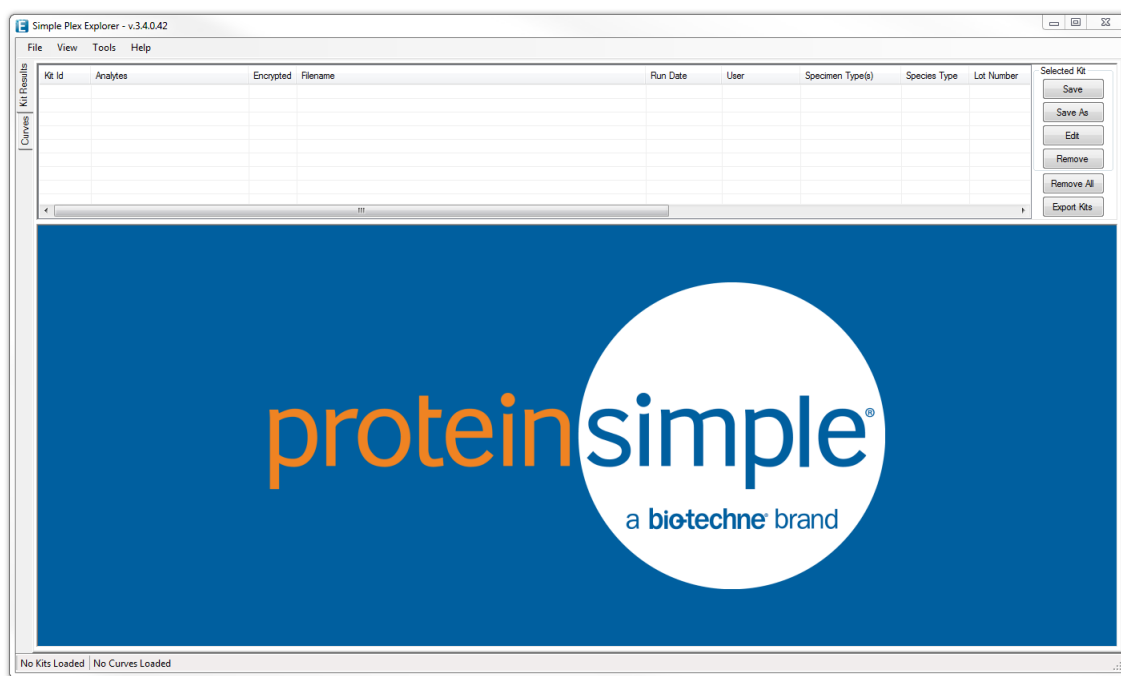 Simple Plex Explorer - v.3.4.0.42
File View Tools Help
Kit Results
Curves
Kit Id Analytes Encrypted Filename Run Date User Specimen Type(s) Species Type Lot Number
Selected Kit
Save
Save As
Edit
Remove
Remove All
Export Kits
proteinsimple®
a bio-techne® brand
No Kits Loaded No Curves Loaded